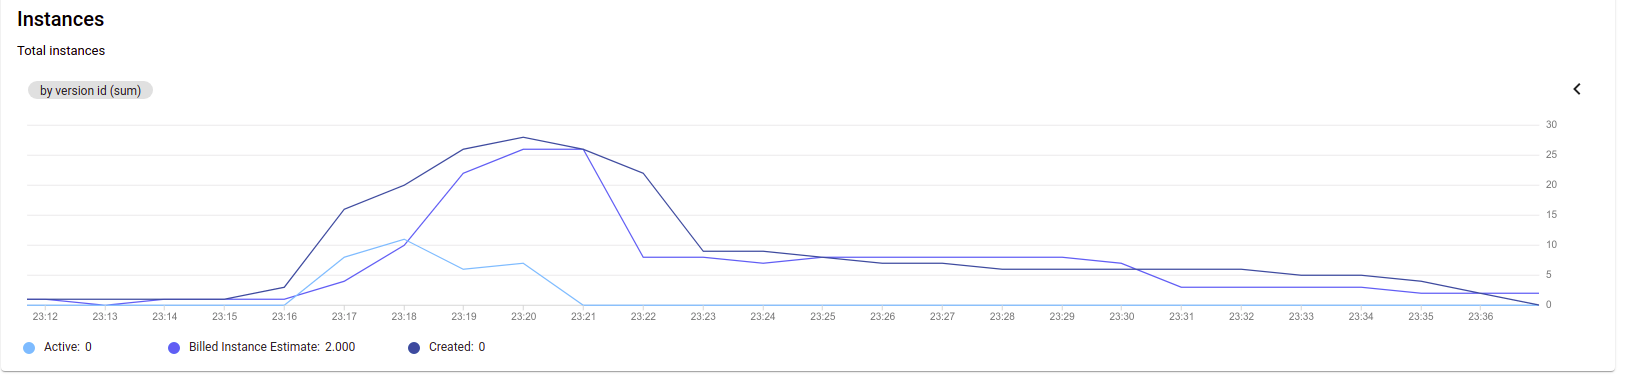 Instances
Total instances
by version id (sum)
30
25
20
15
10
5
0
23:12 23:13 23:14 23:15 23:16 23:17 23:18 23:19 23:20 23:21 23:22 23:23 23:24 23:25 23:26 23:27 23:28 23:29 23:30 23:31 23:32 23:33 23:34 23:35 23:36
Active: 0 Billed Instance Estimate: 2.000 Created: 0